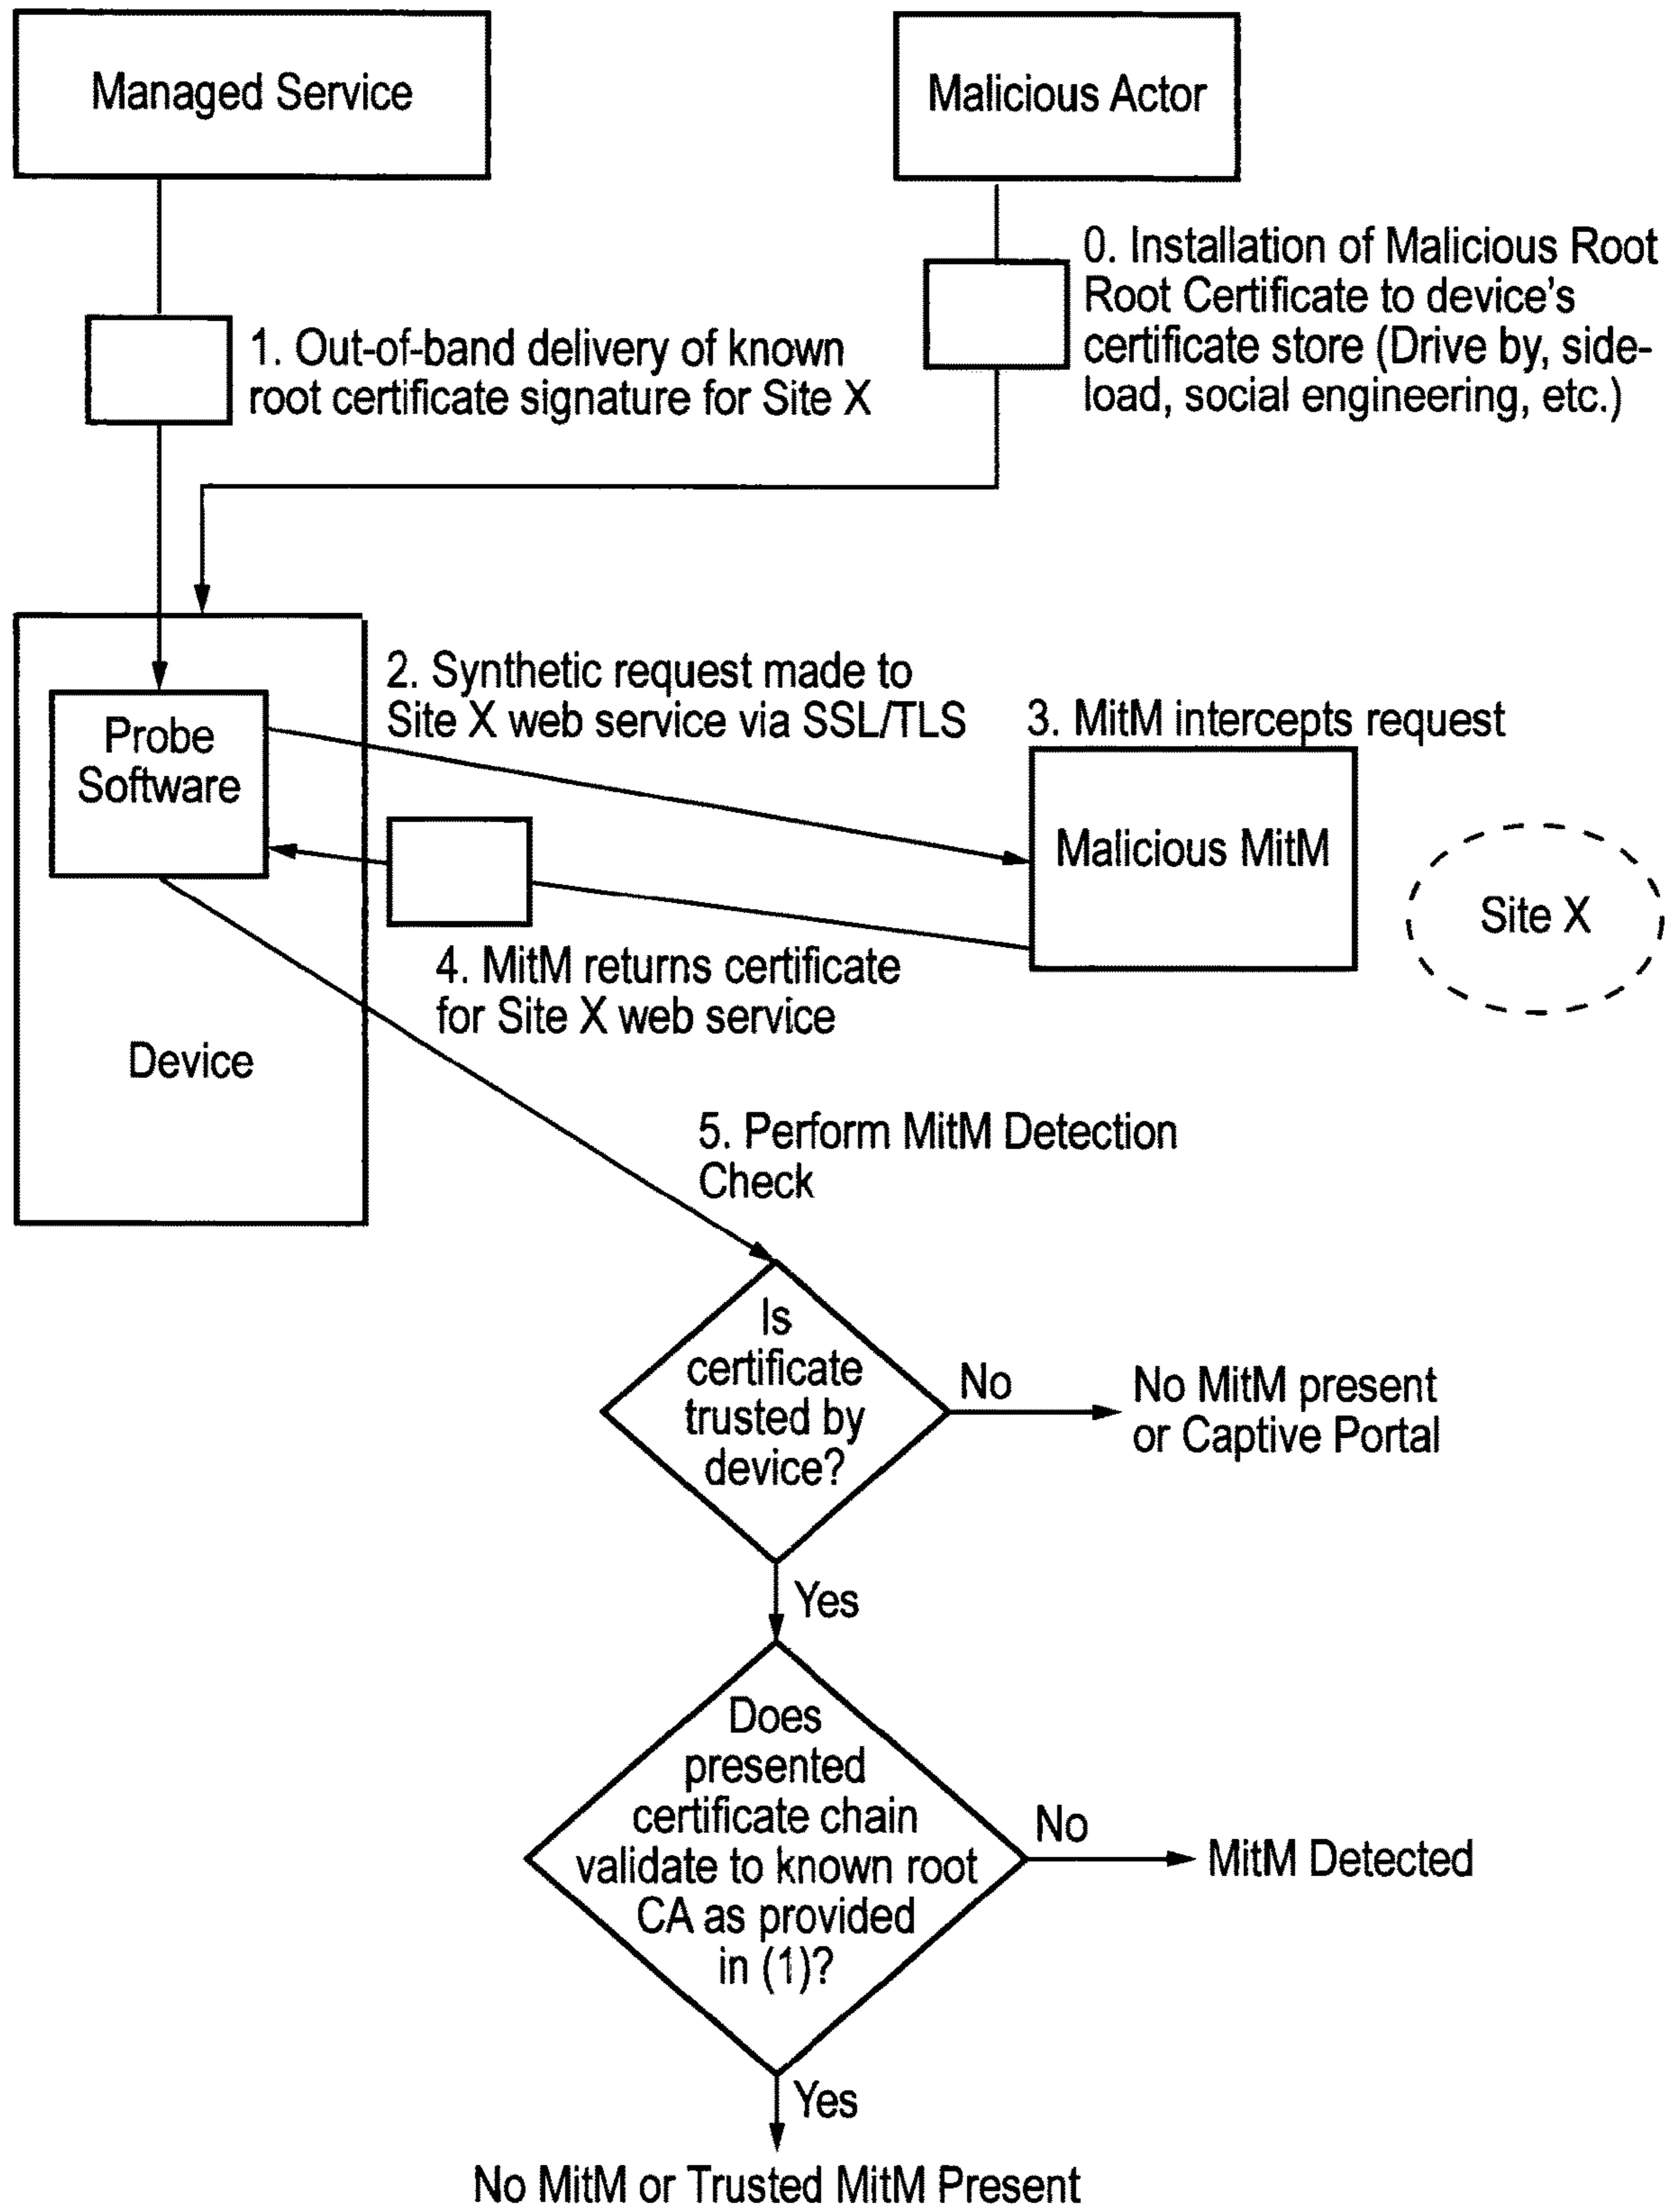 Managed Service
Malicious Actor
0. Installation of Malicious Root
Root Certificate to device's
certificate store (Drive by, side-
load, social engineering, etc.)
1. Out-of-band delivery of known
root certificate signature for Site X
2. Synthetic request made to
Site X web service via SSL/TLS
3. MitM intercepts request
Probe
Software
Malicious MitM
Site X
4. MitM returns certificate
for Site X web service
Device
5. Perform MitM Detection
Check
Is
certificate
trusted by
device?
No
No MitM present
or Captive Portal
Yes
Does
presented
certificate chain
validate to known root
CA as provided
in (1)?
No
MitM Detected
Yes
No MitM or Trusted MitM Present